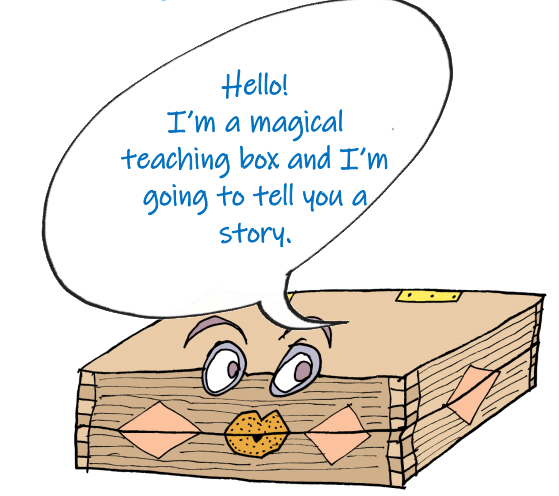 Hello!
I'm a magical
teaching box and I'm
going to tell you a
story.